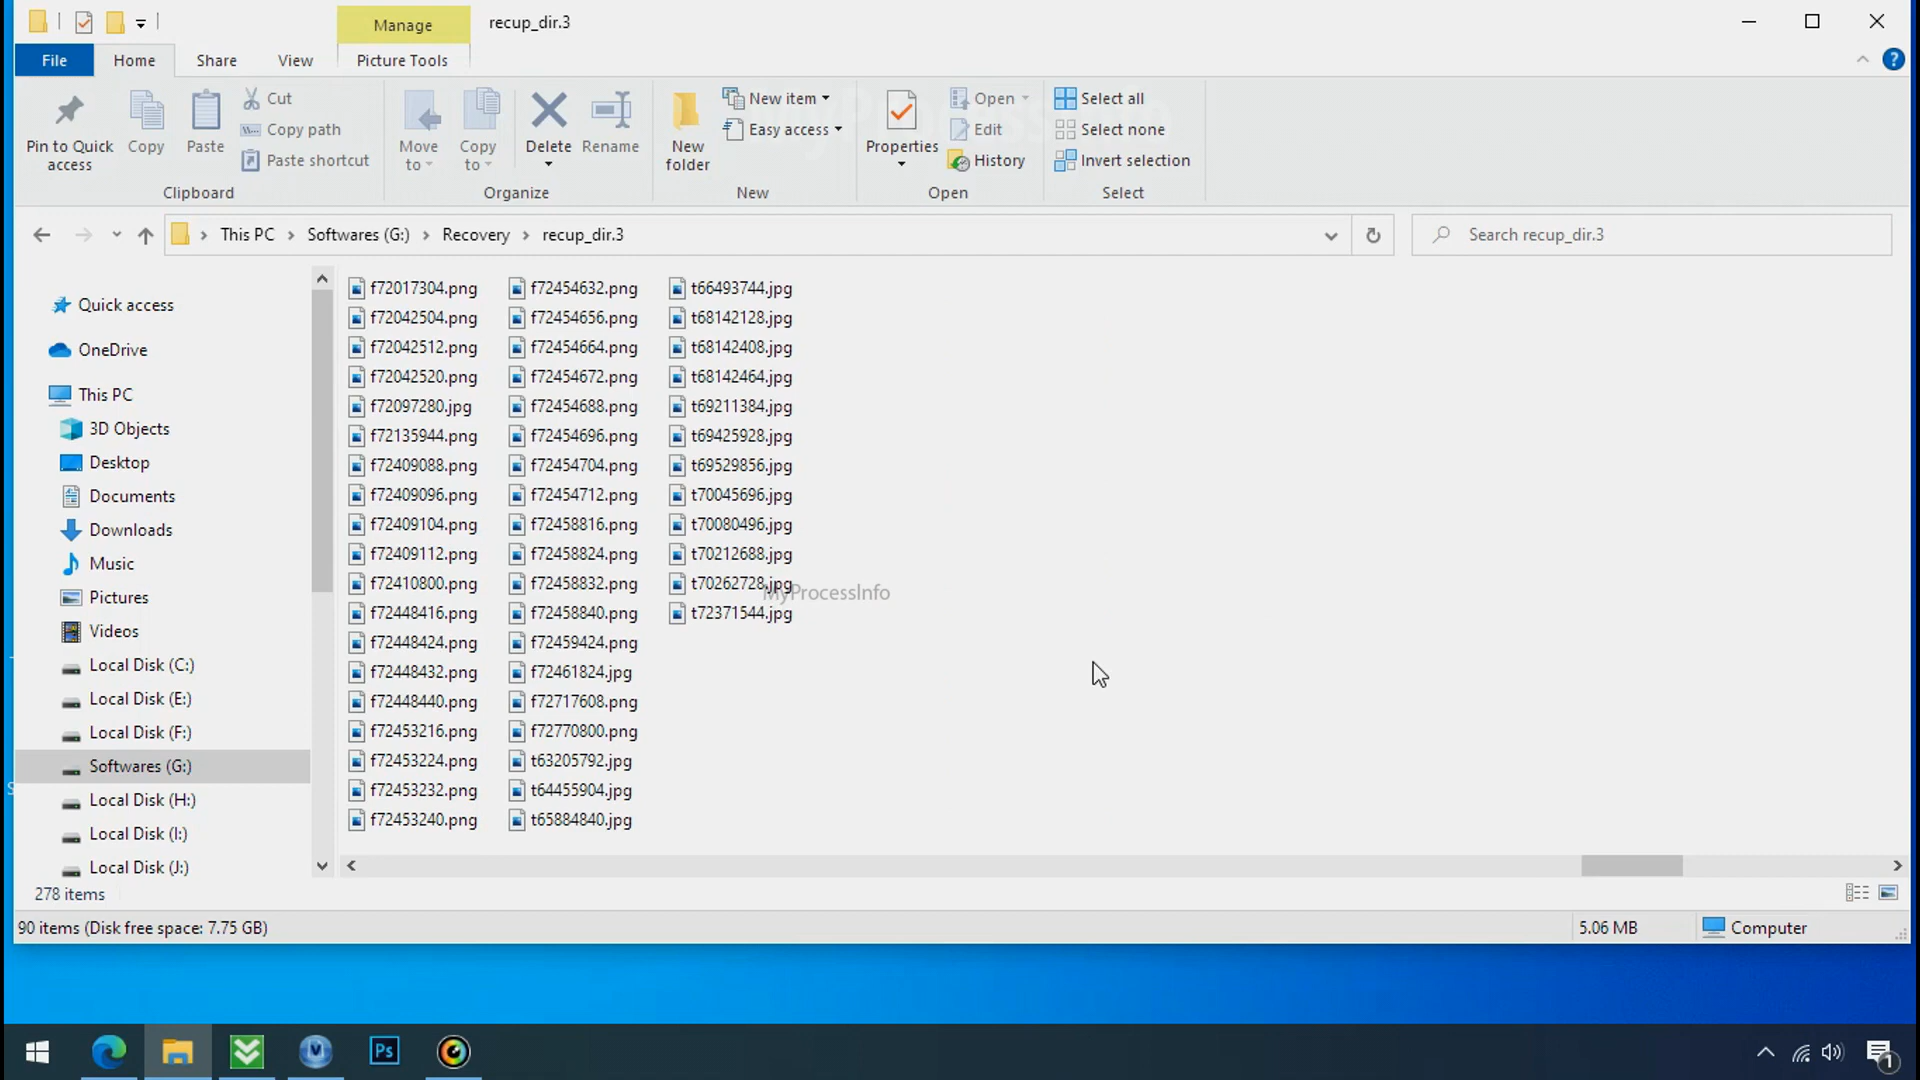 Manage
recup_dir.3
File
Home
Share
View
Picture Tools
Pin to Quick access
Copy
Paste
Cut
Copy path
Paste shortcut
Clipboard
Move to
Copy to
Delete
Rename
Organize
New folder
New item
Easy access
New
Properties
Open
Edit
History
Open
Select all
Select none
Invert selection
Select
MyProcessInfo
This PC > Softwares (G:) > Recovery > recup_dir.3
Search recup_dir.3
Quick access
OneDrive
This PC
3D Objects
Desktop
Documents
Downloads
Music
Pictures
Videos
Local Disk (C:)
Local Disk (E:)
Local Disk (F:)
Softwares (G:)
Local Disk (H:)
Local Disk (I:)
Local Disk (J:)
f72017304.png
f72042504.png
f72042512.png
f72042520.png
f72097280.jpg
f72135944.png
f72409088.png
f72409096.png
f72409104.png
f72409112.png
f72410800.png
f72448416.png
f72448424.png
f72448432.png
f72448440.png
f72453216.png
f72453224.png
f72453232.png
f72453240.png
f72454632.png
f72454656.png
f72454664.png
f72454672.png
f72454688.png
f72454696.png
f72454704.png
f72454712.png
f72458816.png
f72458824.png
f72458832.png
f72458840.png
f72459424.png
f72461824.jpg
f72717608.png
f72770800.png
t63205792.jpg
t64455904.jpg
t65884840.jpg
t66493744.jpg
t68142128.jpg
t68142408.jpg
t68142464.jpg
t69211384.jpg
t69425928.jpg
t69529856.jpg
t70045696.jpg
t70080496.jpg
t70212688.jpg
t70262728.jpg
t72371544.jpg
MyProcessInfo
278 items
90 items (Disk free space: 7.75 GB)
5.06 MB
Computer
Ps
1